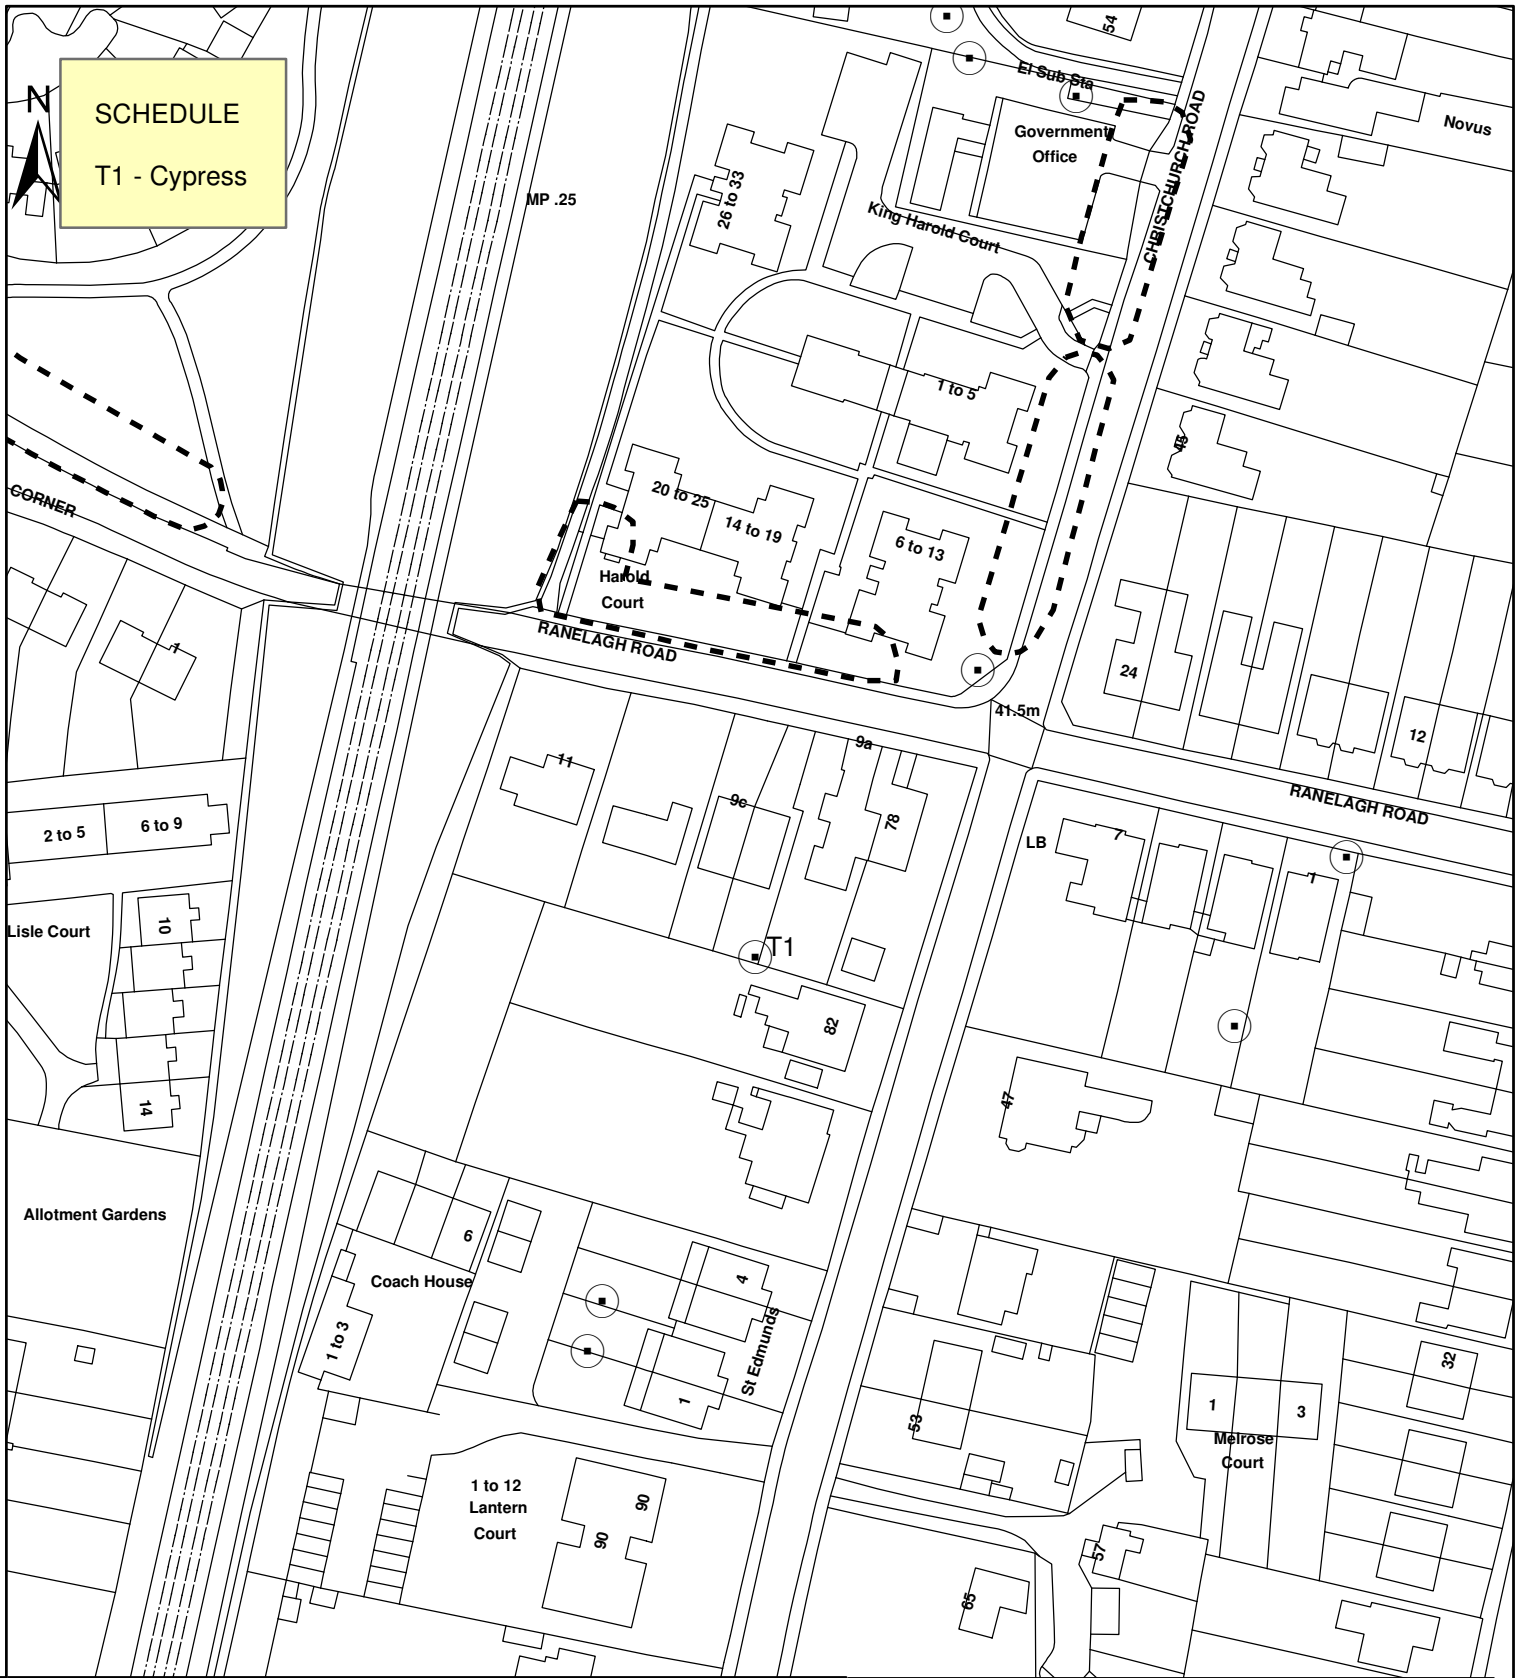 54
El Sub Sta
N
SCHEDULE
T1 - Cypress
Government
Office
CHRISTCHURCH ROAD
Novus
MP .25
26 to 33
King Harold Court
1 to 5
45
CORNER
20 to 25
14 to 19
6 to 13
Harold
Court
RANELAGH ROAD
1
24
41.5m
12
11
9a
9c
78
RANELAGH ROAD
2 to 5
6 to 9
LB
7
1
Lisle Court
10
T1
82
14
47
Allotment Gardens
6
Coach House
4
1 to 3
St Edmunds
1
32
53
1
3
Melrose
Court
1 to 12
Lantern
Court
90
90
57
65